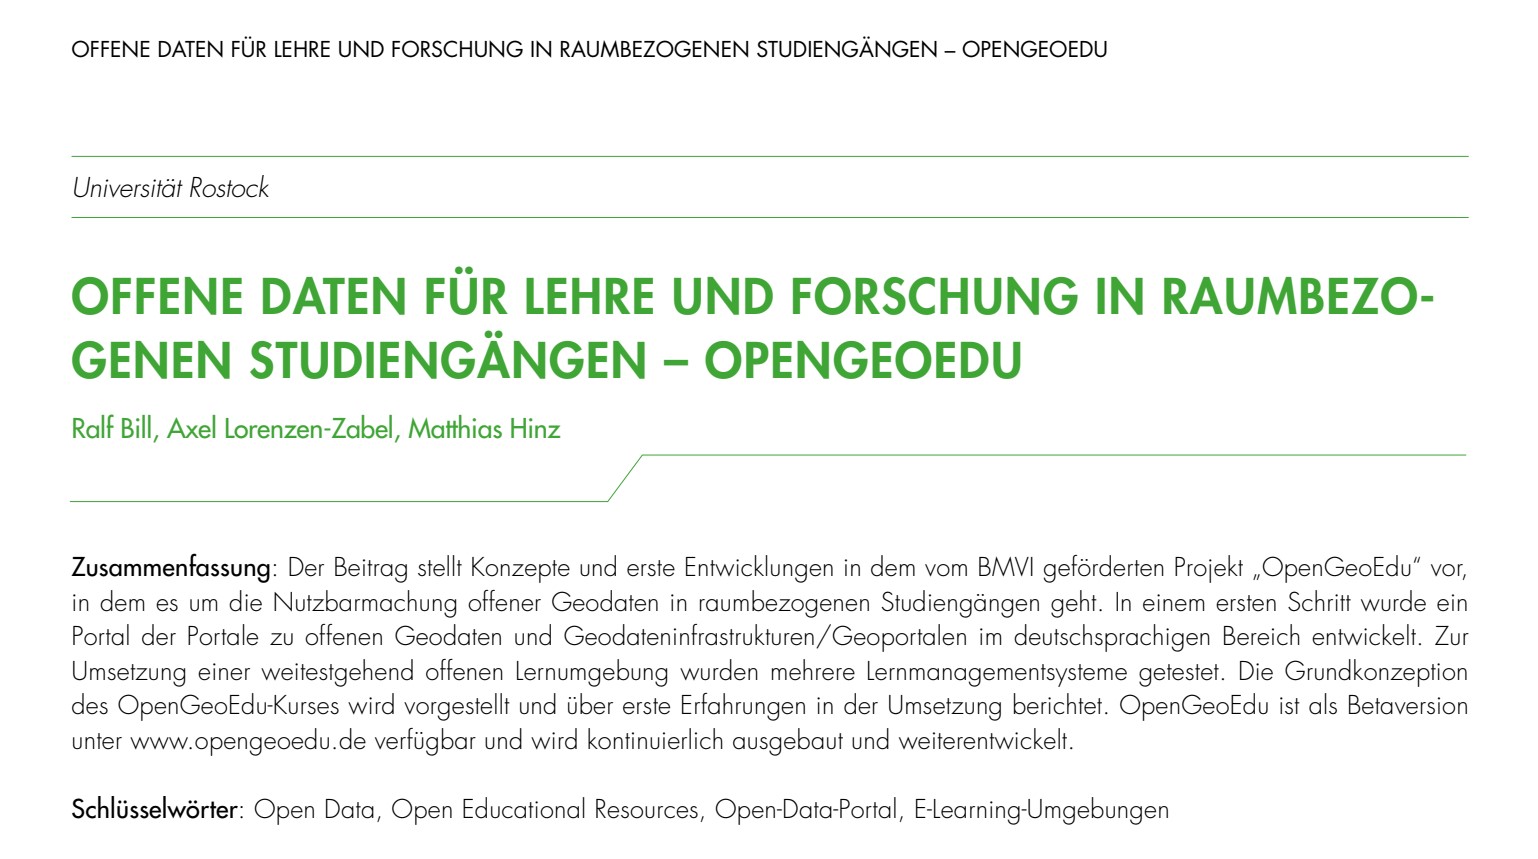 OFFENE DATEN FÜR LEHRE UND FORSCHUNG IN RAUMBEZOGENEN STUDIENGÄNGEN – OPENGEOEDU
Universität Rostock
OFFENE DATEN FÜR LEHRE UND FORSCHUNG IN RAUMBEZO-
GENEN STUDIENGÄNGEN – OPENGEOEDU
Ralf Bill, Axel Lorenzen-Zabel, Matthias Hinz
Zusammenfassung: Der Beitrag stellt Konzepte und erste Entwicklungen in dem vom BMVI geförderten Projekt „OpenGeoEdu“ vor,
in dem es um die Nutzbarmachung offener Geodaten in raumbezogenen Studiengängen geht. In einem ersten Schritt wurde ein
Portal der Portale zu offenen Geodaten und Geodateninfrastrukturen/Geoportalen im deutschsprachigen Bereich entwickelt. Zur
Umsetzung einer weitestgehend offenen Lernumgebung wurden mehrere Lernmanagementsysteme getestet. Die Grundkonzeption
des OpenGeoEdu-Kurses wird vorgestellt und über erste Erfahrungen in der Umsetzung berichtet. OpenGeoEdu ist als Betaversion
unter www.opengeoedu.de verfügbar und wird kontinuierlich ausgebaut und weiterentwickelt.
Schlüsselwörter: Open Data, Open Educational Resources, Open-Data-Portal, E-Learning-Umgebungen